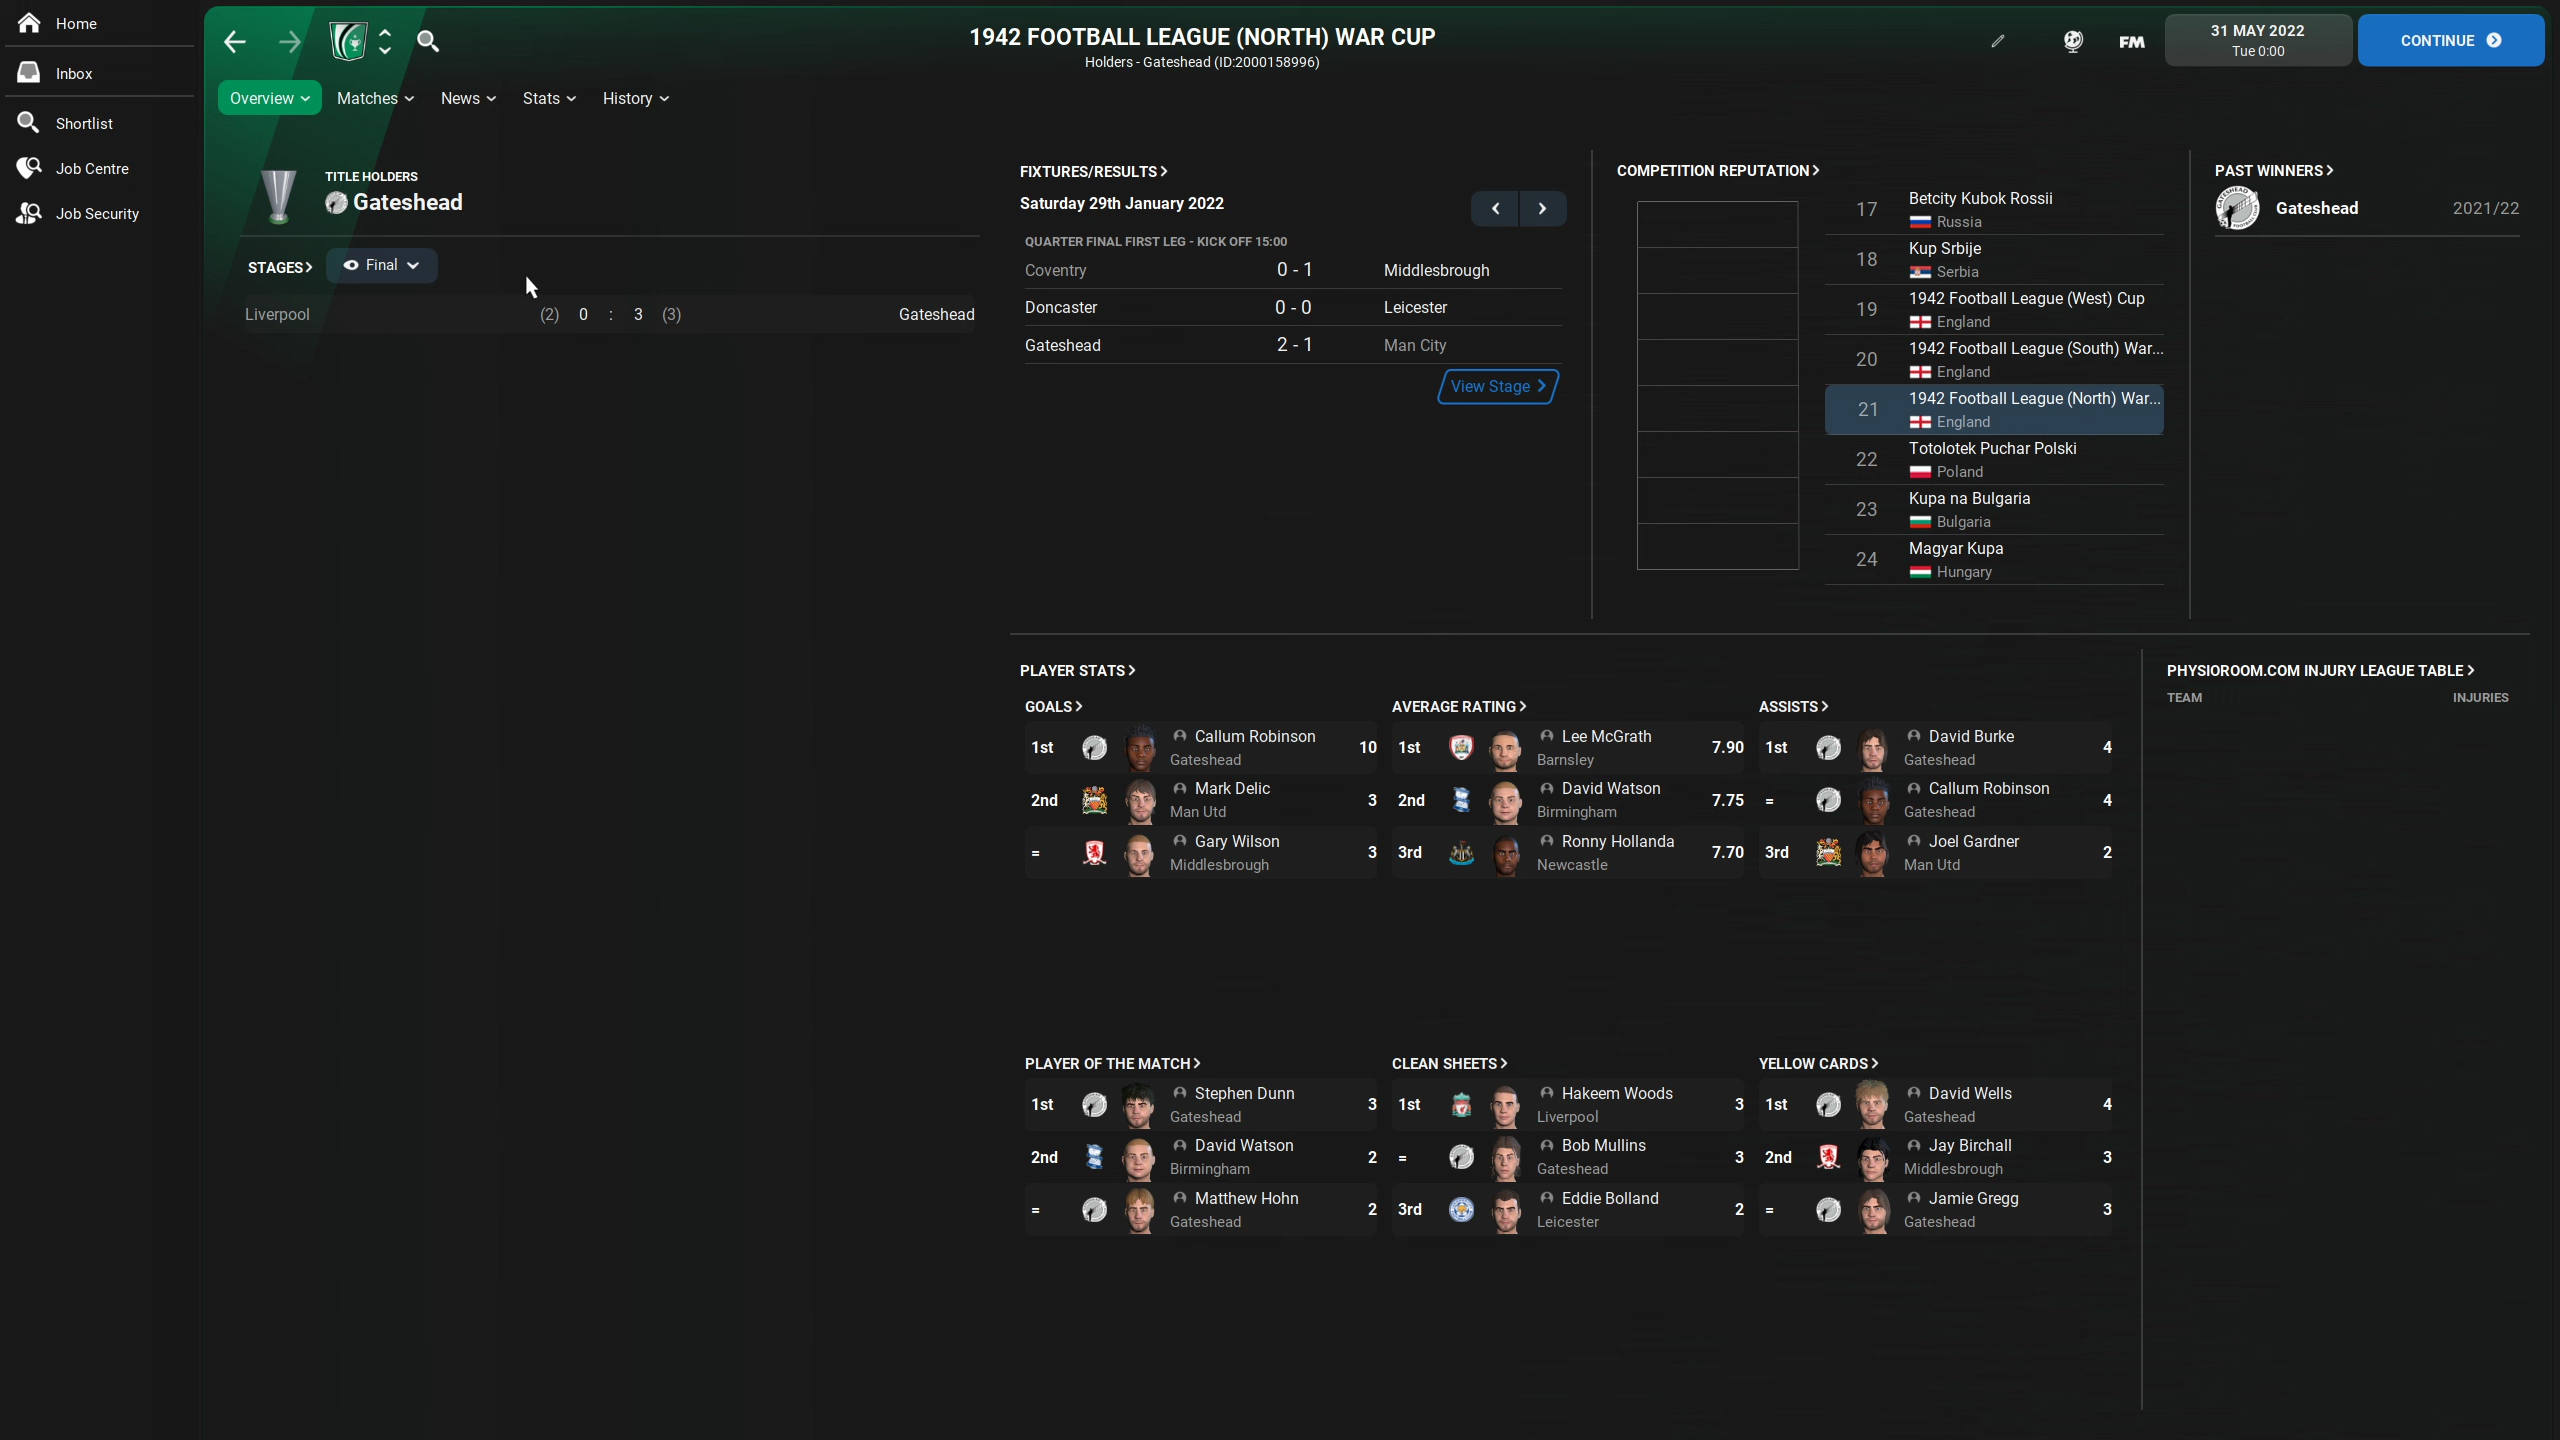 Home
Inbox
Shortlist
Job Centre
Job Security
1942 FOOTBALL LEAGUE (NORTH) WAR CUP
Holders - Gateshead (ID:2000158996)
FM
31 MAY 2022
Tue 0:00
CONTINUE
Overview
Matches
News
Stats
History
TITLE HOLDERS
Gateshead
STAGES
Final
Liverpool (2) 0 : 3 (3) Gateshead
FIXTURES/RESULTS
Saturday 29th January 2022
QUARTER FINAL FIRST LEG - KICK OFF 15:00
Coventry 0 - 1 Middlesbrough
Doncaster 0 - 0 Leicester
Gateshead 2 - 1 Man City
View Stage
COMPETITION REPUTATION
17 Betcity Kubok Rossii
Russia
18 Kup Srbije
Serbia
19 1942 Football League (West) Cup
England
20 1942 Football League (South) War...
England
21 1942 Football League (North) War...
England
22 Totolotek Puchar Polski
Poland
23 Kupa na Bulgaria
Bulgaria
24 Magyar Kupa
Hungary
PAST WINNERS
Gateshead 2021/22
PLAYER STATS
GOALS
1st Callum Robinson 10
Gateshead
2nd Mark Delic 3
Man Utd
= Gary Wilson 3
Middlesbrough
AVERAGE RATING
1st Lee McGrath 7.90
Barnsley
2nd David Watson 7.75
Birmingham
3rd Ronny Hollanda 7.70
Newcastle
ASSISTS
1st David Burke 4
Gateshead
= Callum Robinson 4
Gateshead
3rd Joel Gardner 2
Man Utd
PLAYER OF THE MATCH
1st Stephen Dunn 3
Gateshead
2nd David Watson 2
Birmingham
= Matthew Hohn 2
Gateshead
CLEAN SHEETS
1st Hakeem Woods 3
Liverpool
= Bob Mullins 3
Gateshead
3rd Eddie Bolland 2
Leicester
YELLOW CARDS
1st David Wells 4
Gateshead
2nd Jay Birchall 3
Middlesbrough
= Jamie Gregg 3
Gateshead
PHYSIOROOM.COM INJURY LEAGUE TABLE
TEAM INJURIES